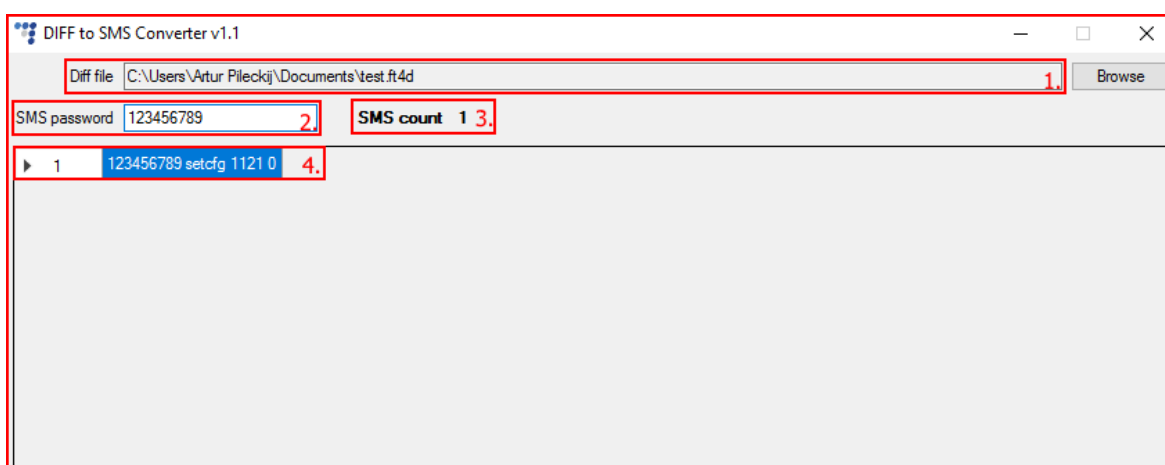 DIFF to SMS Converter v1.1
Diff file C:\Users\Artur Pileckij\Documents\test.ft4d 1. Browse
SMS password 123456789 2. SMS count 1 3.
1 123456789 setcfg 1121 0 4.